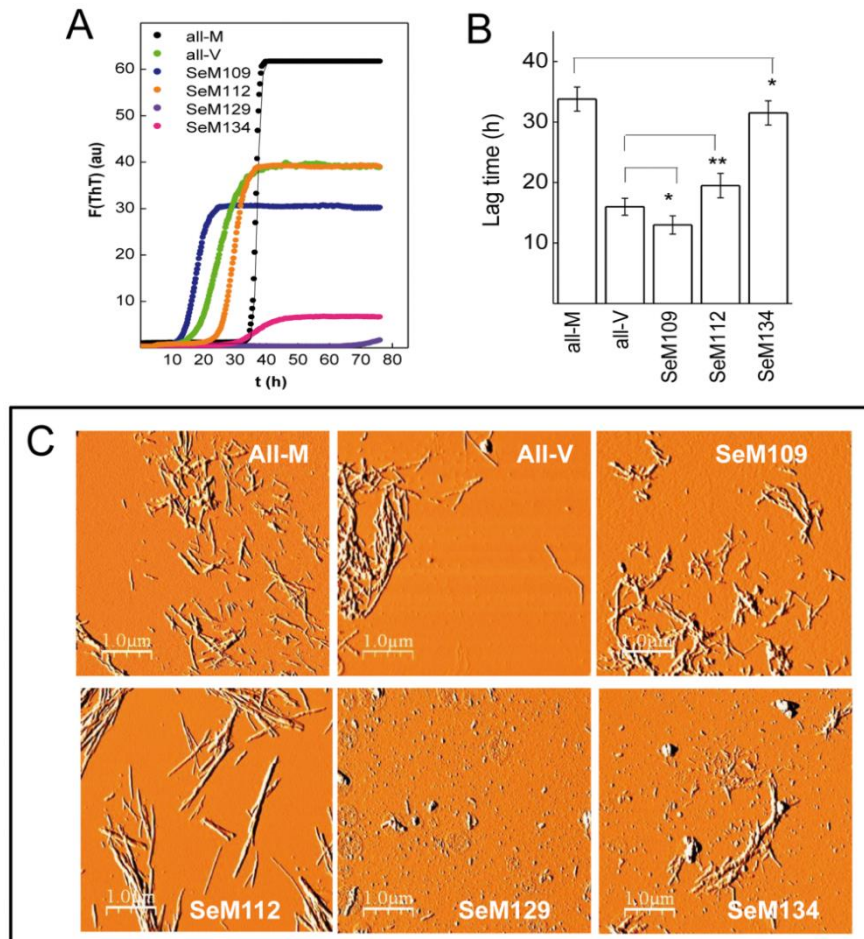 A
all-M
all-V
SeM109
SeM112
SeM129
SeM134
F(ThT) (au)
60
50
40
30
20
10
10 20 30 40 50 60 70 80
t (h)
B
Lag time (h)
40
30
20
10
*
**
*
all-M
all-V
SeM109
SeM112
SeM134
C
All-M
1.0µm
All-V
1.0µm
SeM109
1.0µm
SeM112
1.0µm
SeM129
1.0µm
SeM134
1.0µm